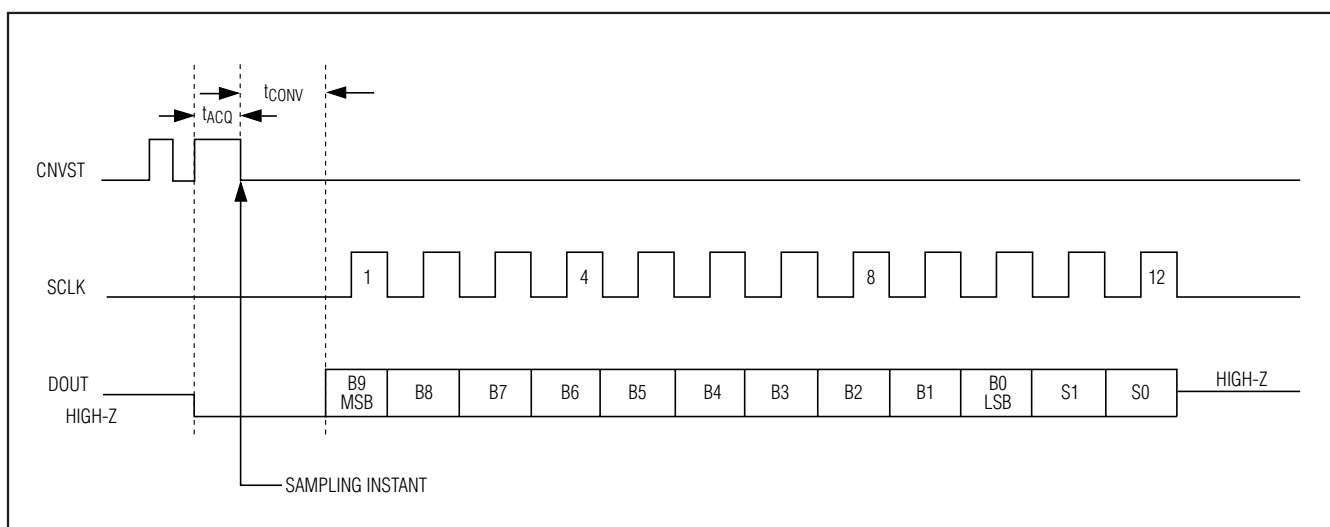 tCONV
tACQ
CNVST
1
4
8
12
SCLK
DOUT
HIGH-Z
B9
MSB
B8
B7
B6
B5
B4
B3
B2
B1
B0
LSB
S1
S0
HIGH-Z
SAMPLING INSTANT